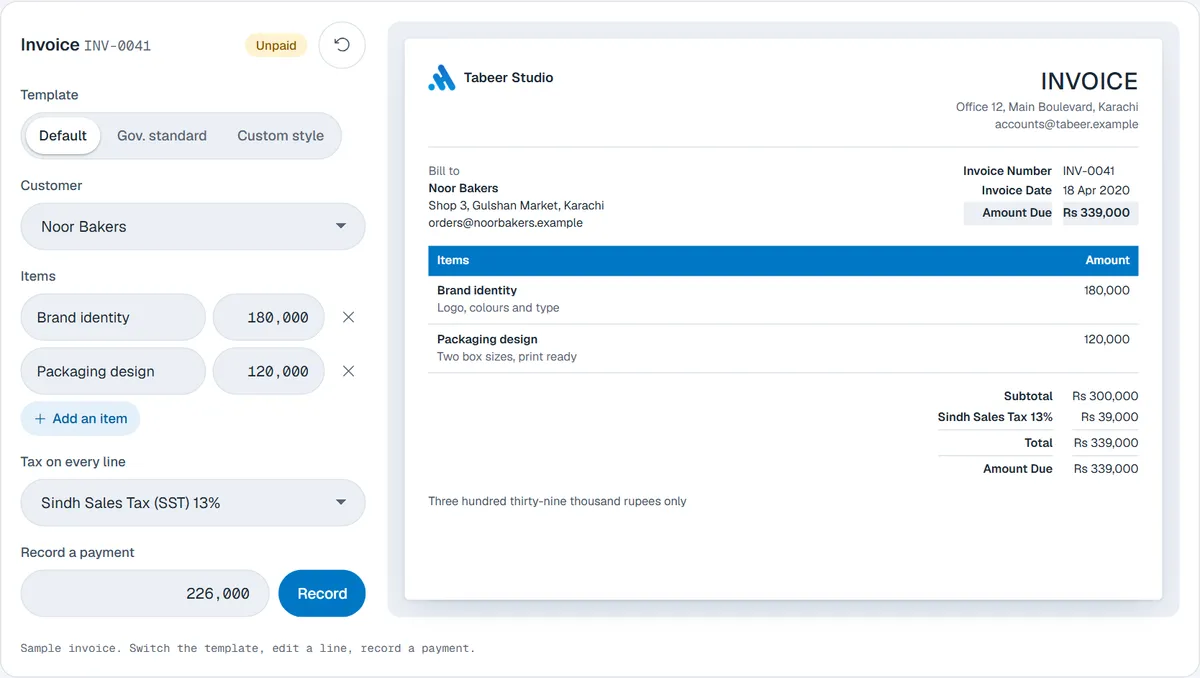 Invoice INV-0041
Unpaid
Template
Default Gov. standard Custom style
Customer
Noor Bakers
Items
Brand identity 180,000
Packaging design 120,000
+ Add an item
Tax on every line
Sindh Sales Tax (SST) 13%
Record a payment
226,000 Record
Sample invoice. Switch the template, edit a line, record a payment.
Tabeer Studio
INVOICE
Office 12, Main Boulevard, Karachi
accounts@tabeer.example
Bill to
Noor Bakers
Shop 3, Gulshan Market, Karachi
orders@noorbakers.example
Invoice Number INV-0041
Invoice Date 18 Apr 2020
Amount Due Rs 339,000
Items Amount
Brand identity 180,000
Logo, colours and type
Packaging design 120,000
Two box sizes, print ready
Subtotal Rs 300,000
Sindh Sales Tax 13% Rs 39,000
Total Rs 339,000
Amount Due Rs 339,000
Three hundred thirty-nine thousand rupees only